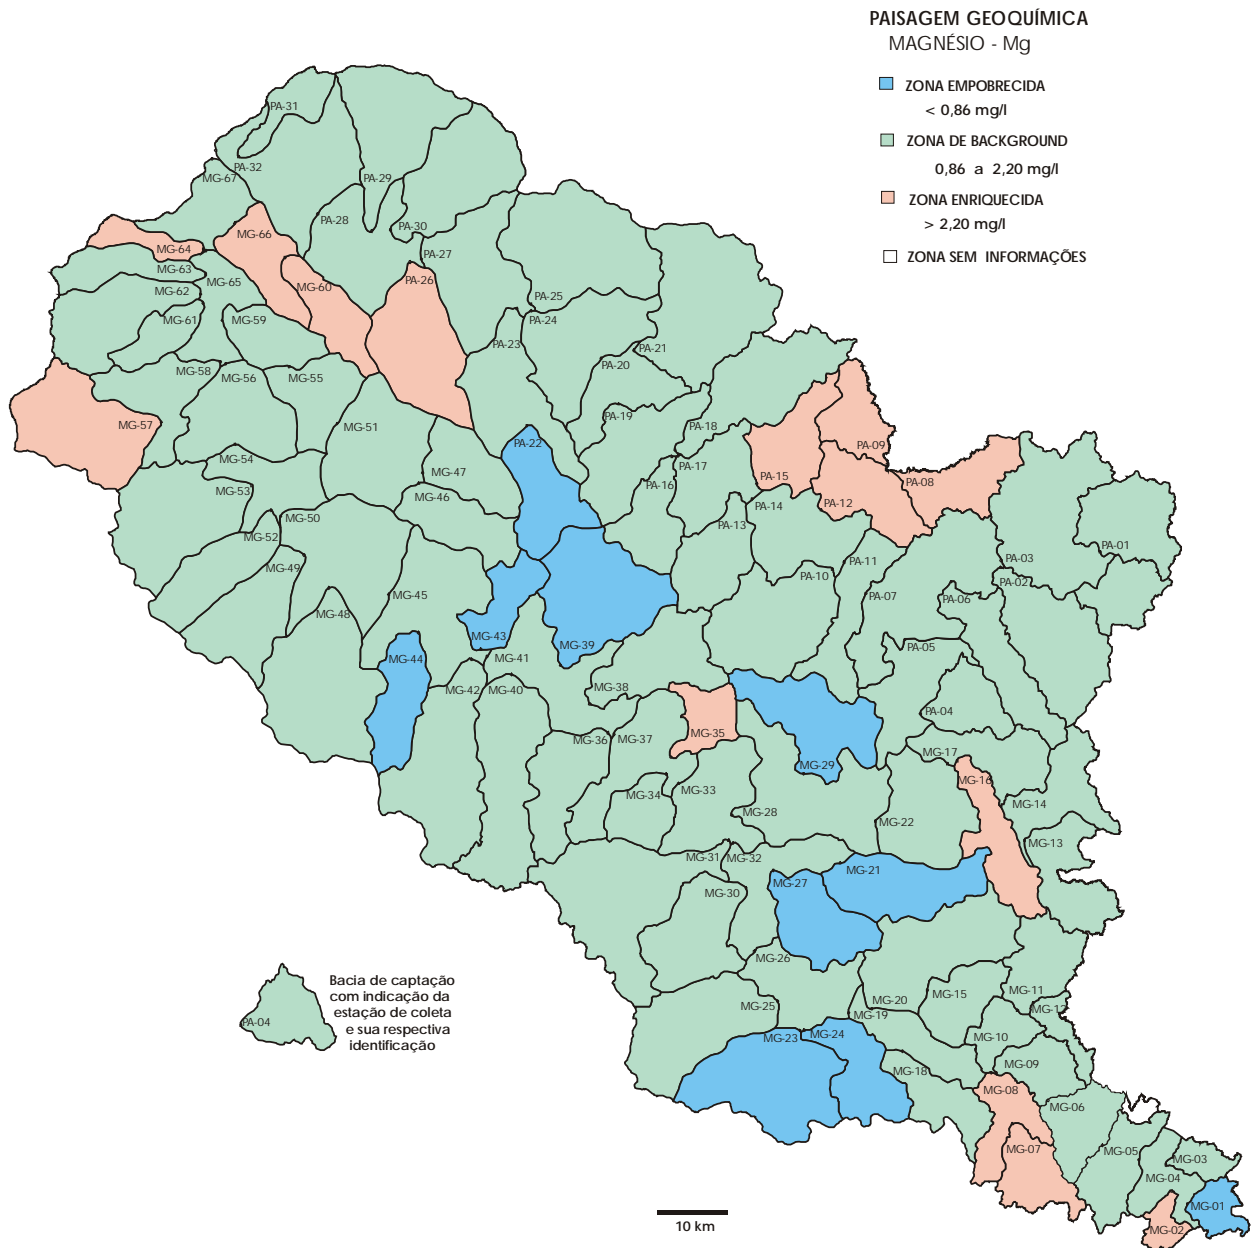 PAISAGEM GEOQUÍMICA
MAGNÉSIO - Mg
ZONA EMPOBRECIDA
< 0,86 mg/l
ZONA DE BACKGROUND
0,86 a 2,20 mg/l
ZONA ENRIQUECIDA
> 2,20 mg/l
ZONA SEM INFORMAÇÕES
PA-31
PA-32
MG-67
PA-29
PA-28
PA-30
MG-66
MG-64
PA-27
MG-63
MG-65
PA-26
MG-60
MG-62
PA-25
MG-61
MG-59
PA-24
PA-23
PA-21
PA-20
MG-58
MG-56
MG-55
PA-19
MG-57
MG-51
PA-18
PA-22
PA-09
MG-54
MG-47
PA-17
PA-15
PA-16
PA-08
MG-53
MG-46
PA-14
PA-12
MG-50
PA-13
MG-52
PA-01
PA-03
PA-11
MG-49
PA-10
PA-02
MG-45
PA-07
PA-06
MG-48
MG-43
MG-39
PA-05
MG-44
MG-41
MG-42
MG-40
MG-38
PA-04
MG-35
MG-36
MG-37
MG-17
MG-29
MG-16
MG-33
MG-34
MG-14
MG-28
MG-22
MG-13
MG-31
MG-32
MG-21
MG-27
MG-30
MG-26
MG-15
MG-11
MG-20
MG-25
MG-12
MG-19
MG-24
MG-23
MG-10
MG-09
MG-18
MG-08
MG-06
MG-07
MG-05
MG-03
MG-04
MG-01
MG-02
PA-04
Bacia de captação
com indicação da
estação de coleta
e sua respectiva
identificação
10 km